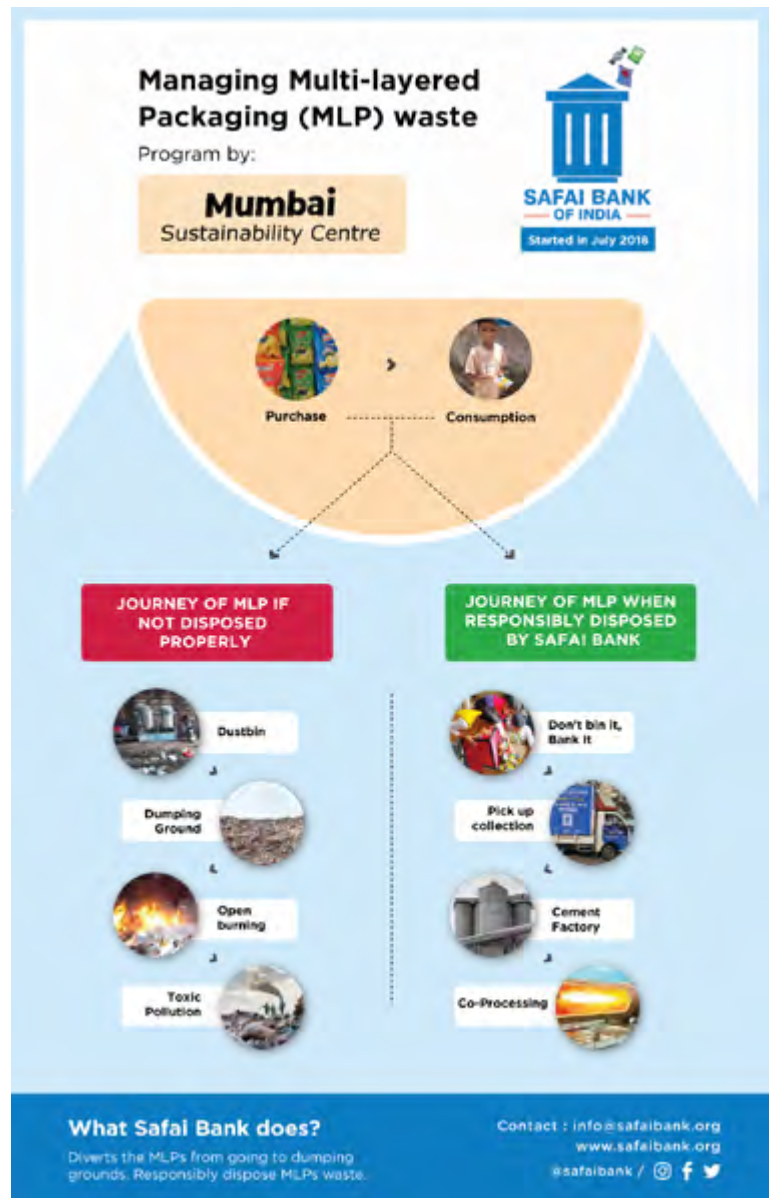 Managing Multi-layered
Packaging (MLP) waste
Program by:
Mumbai
Sustainability Centre
SAFAI BANK
OF INDIA
Started in July 2018
Purchase
Consumption
JOURNEY OF MLP IF
NOT DISPOSED
PROPERLY
Dustbin
Dumping
Ground
Open
burning
Toxic
Pollution
JOURNEY OF MLP WHEN
RESPONSIBLY DISPOSED
BY SAFAI BANK
Don't bin it,
Bank it
Pick up
collection
Cement
Factory
Co-Processing
What Safai Bank does?
Diverts the MLPs from going to dumping
grounds. Responsibly dispose MLPs waste.
Contact : info@safaibank.org
www.safaibank.org
@safaibank /